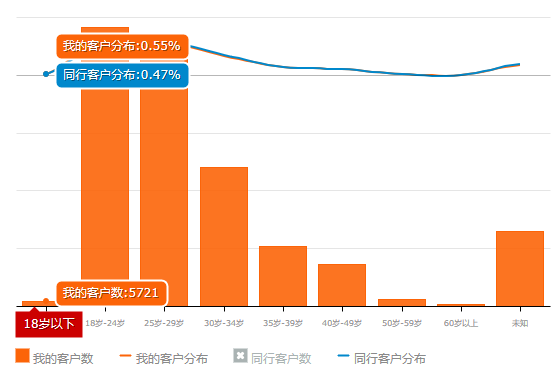 我的客户分布:0.55%
同行客户分布:0.47%
我的客户数:5721
18岁以下 18岁-24岁 25岁-29岁 30岁-34岁 35岁-39岁 40岁-49岁 50岁-59岁 60岁以上 未知
我的客户数 我的客户分布 同行客户数 同行客户分布